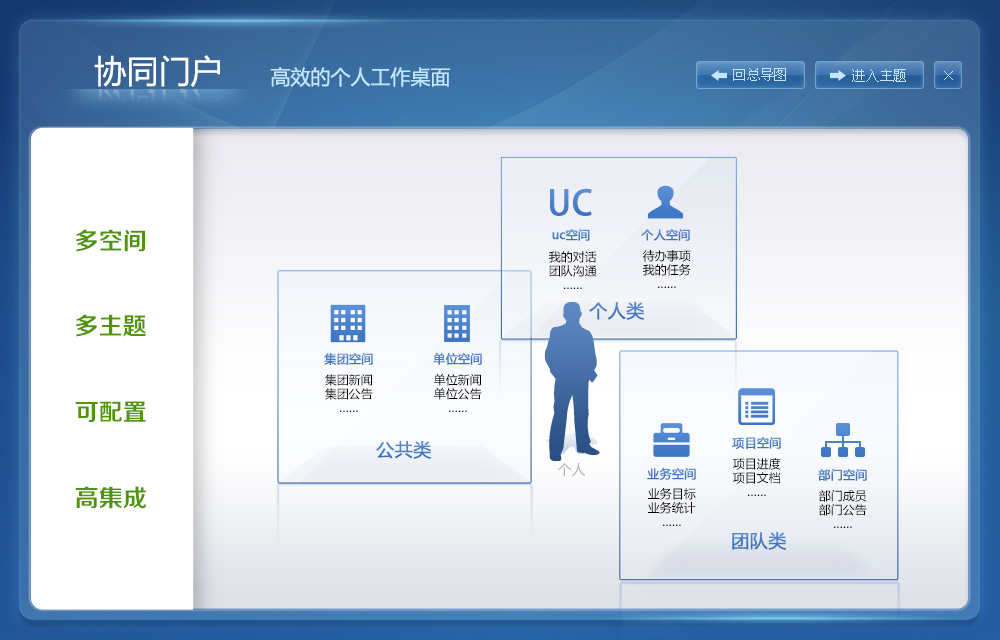 协同门户
高效的个人工作桌面
回总导图
进入主题
多空间
多主题
可配置
高集成
UC
uc空间
我的对话
团队沟通
......
个人空间
待办事项
我的任务
......
个人类
集团空间
集团新闻
集团公告
......
单位空间
单位新闻
单位公告
......
公共类
个人
业务空间
业务目标
业务统计
......
项目空间
项目进度
项目文档
......
部门空间
部门成员
部门公告
......
团队类